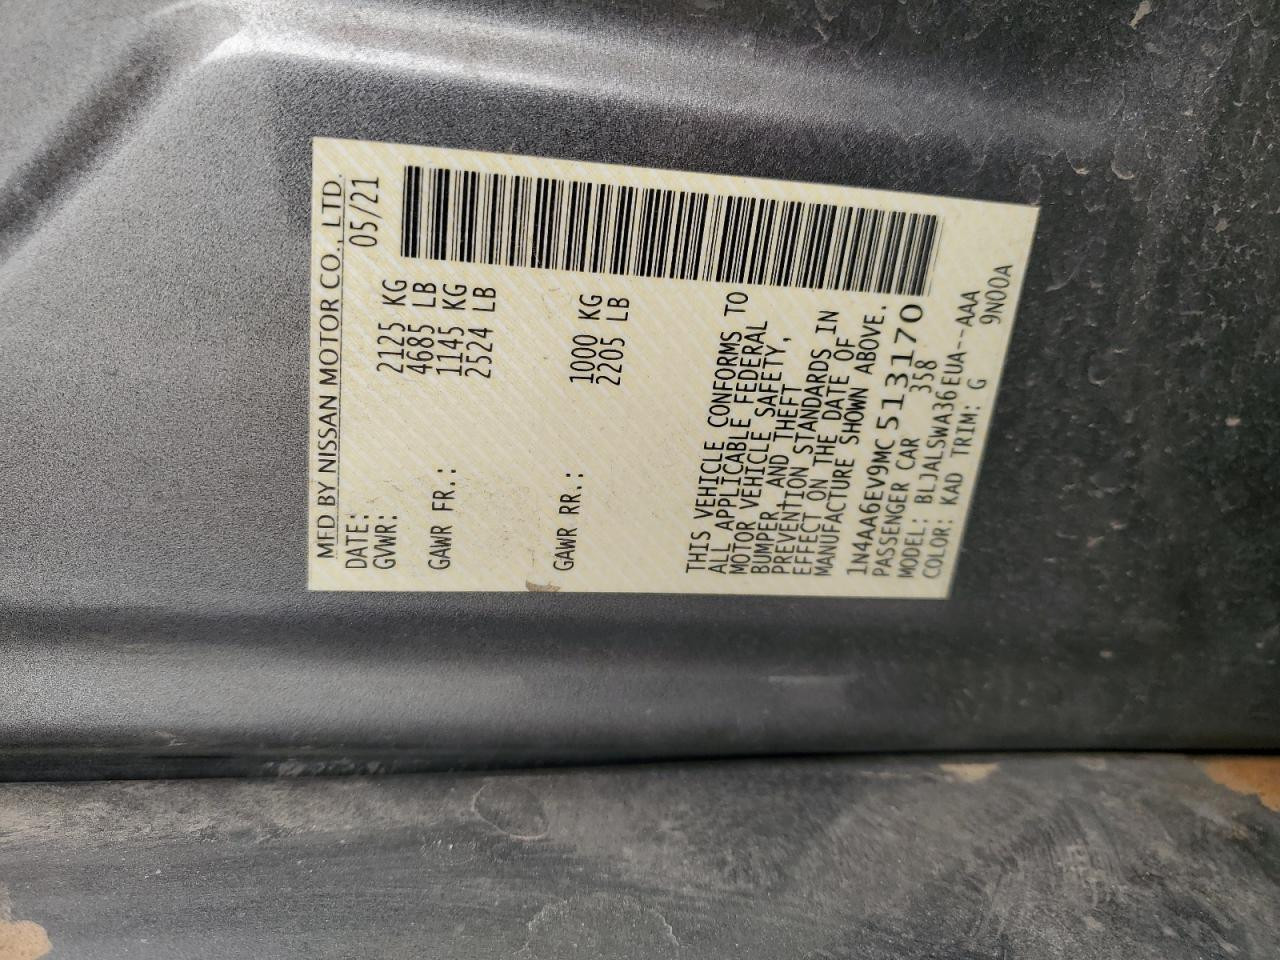 MFD BY NISSAN MOTOR CO., LTD.
DATE: 05/21
GVWR: 2125 KG
4685 LB
GAWR FR.: 1145 KG
2524 LB
GAWR RR.: 1000 KG
2205 LB
THIS VEHICLE CONFORMS TO
ALL APPLICABLE FEDERAL
MOTOR VEHICLE SAFETY,
BUMPER, AND THEFT
PREVENTION STANDARDS IN
EFFECT ON THE DATE OF
MANUFACTURE SHOWN ABOVE.
1N4AA6EV9MC513170
PASSENGER CAR 358
MODEL: BLJALSWA36EUA--AAA
COLOR: KAD TRIM: G 9N00A